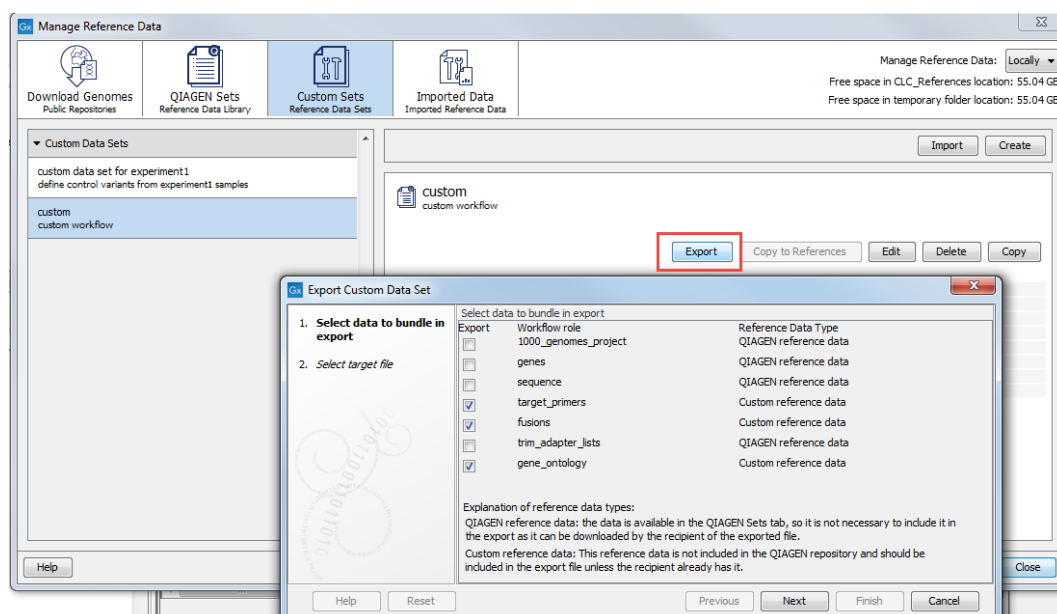 Gx Manage Reference Data
Download Genomes
Public Repositories
QIAGEN Sets
Reference Data Library
Custom Sets
Reference Data Sets
Imported Data
Imported Reference Data
Manage Reference Data: Locally
Free space in CLC_References location: 55.04 GB
Free space in temporary folder location: 55.04 GB
Custom Data Sets
custom data set for experiment1
define control variants from experiment1 samples
custom
custom workflow
Import Create
custom
custom workflow
Export Copy to References Edit Delete Copy
Gx Export Custom Data Set
1. Select data to bundle in
export
2. Select target file
Select data to bundle in export
Export Workflow role Reference Data Type
1000_genomes_project QIAGEN reference data
genes QIAGEN reference data
sequence QIAGEN reference data
target_primers Custom reference data
fusions Custom reference data
trim_adapter_lists QIAGEN reference data
gene_ontology Custom reference data
Explanation of reference data types:
QIAGEN reference data: the data is available in the QIAGEN Sets tab, so it is not necessary to include it in
the export as it can be downloaded by the recipient of the exported file.
Custom reference data: This reference data is not included in the QIAGEN repository and should be
included in the export file unless the recipient already has it.
Help Close
Help Reset Previous Next Finish Cancel